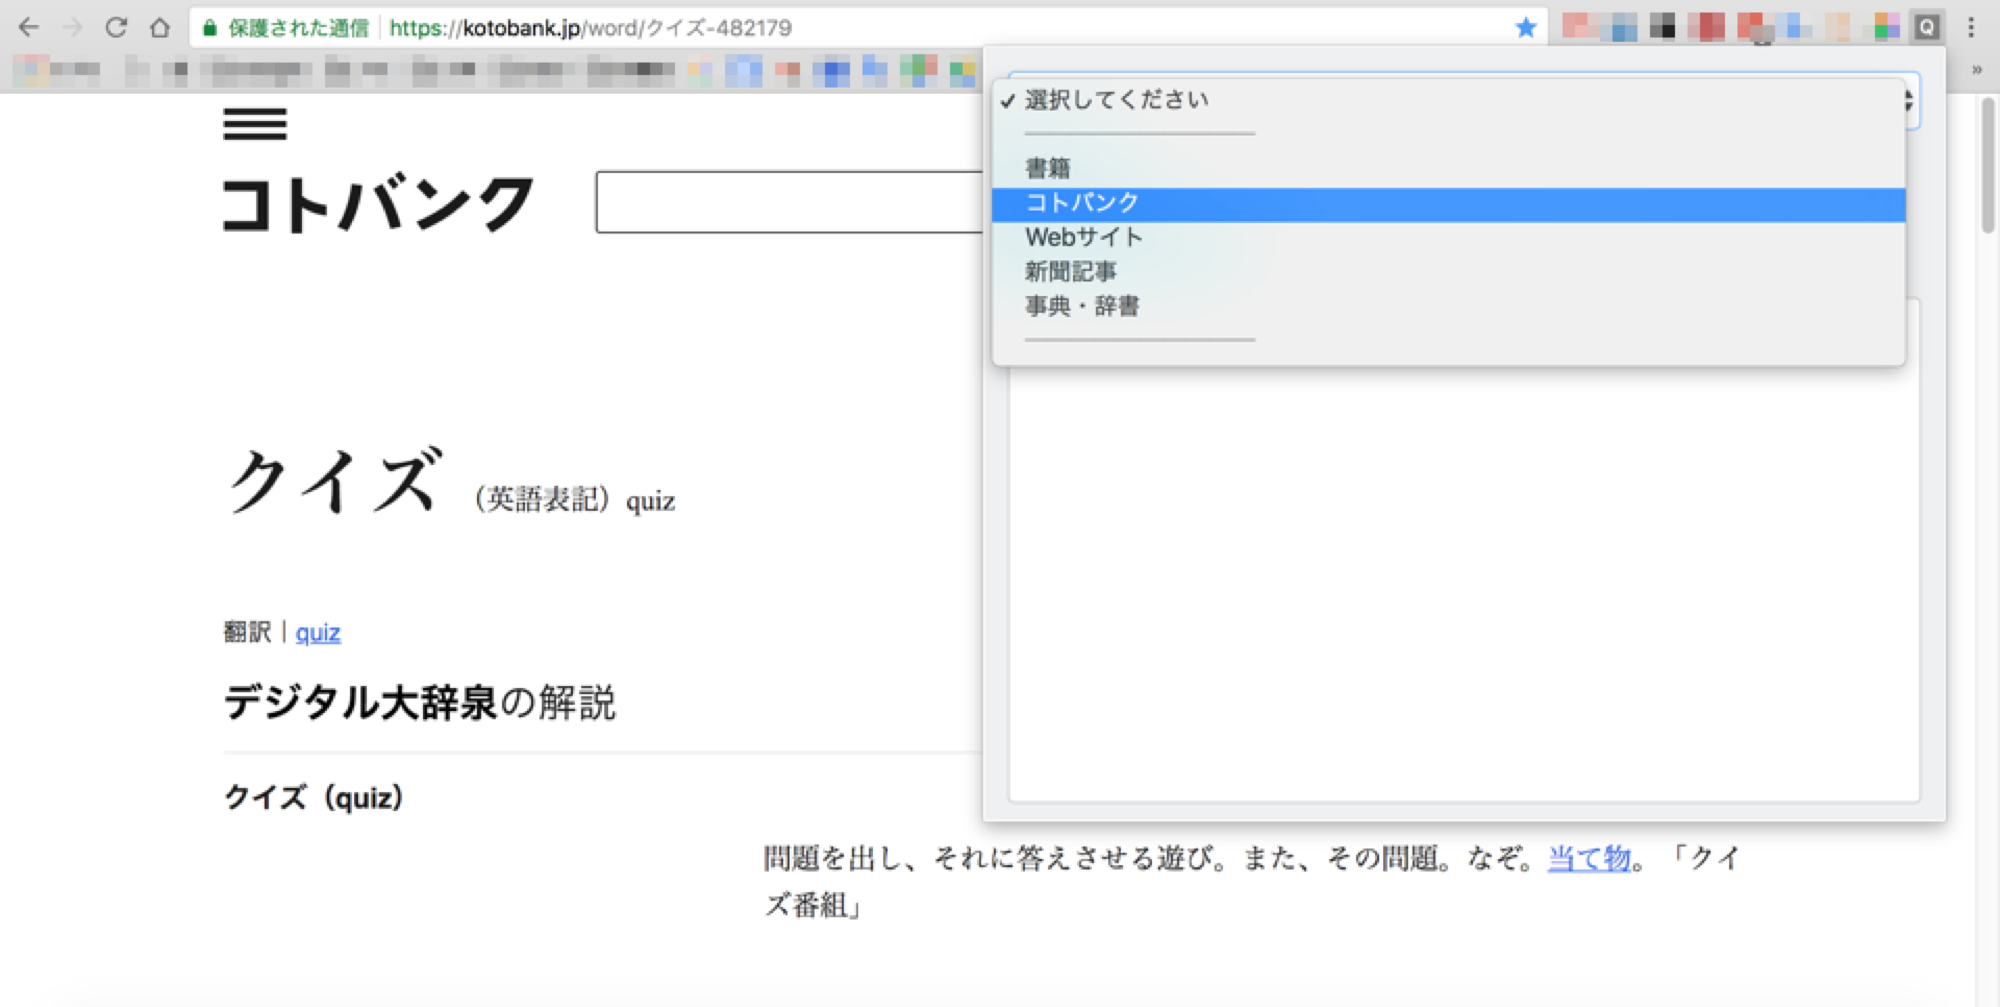 保護された通信 https://kotobank.jp/word/クイズ-482179
Q
»
選択してください
書籍
コトバンク
Webサイト
新聞記事
事典・辞書
コトバンク
クイズ （英語表記）quiz
翻訳｜quiz
デジタル大辞泉の解説
クイズ（quiz）
問題を出し、それに答えさせる遊び。また、その問題。なぞ。当て物。「クイ
ズ番組」